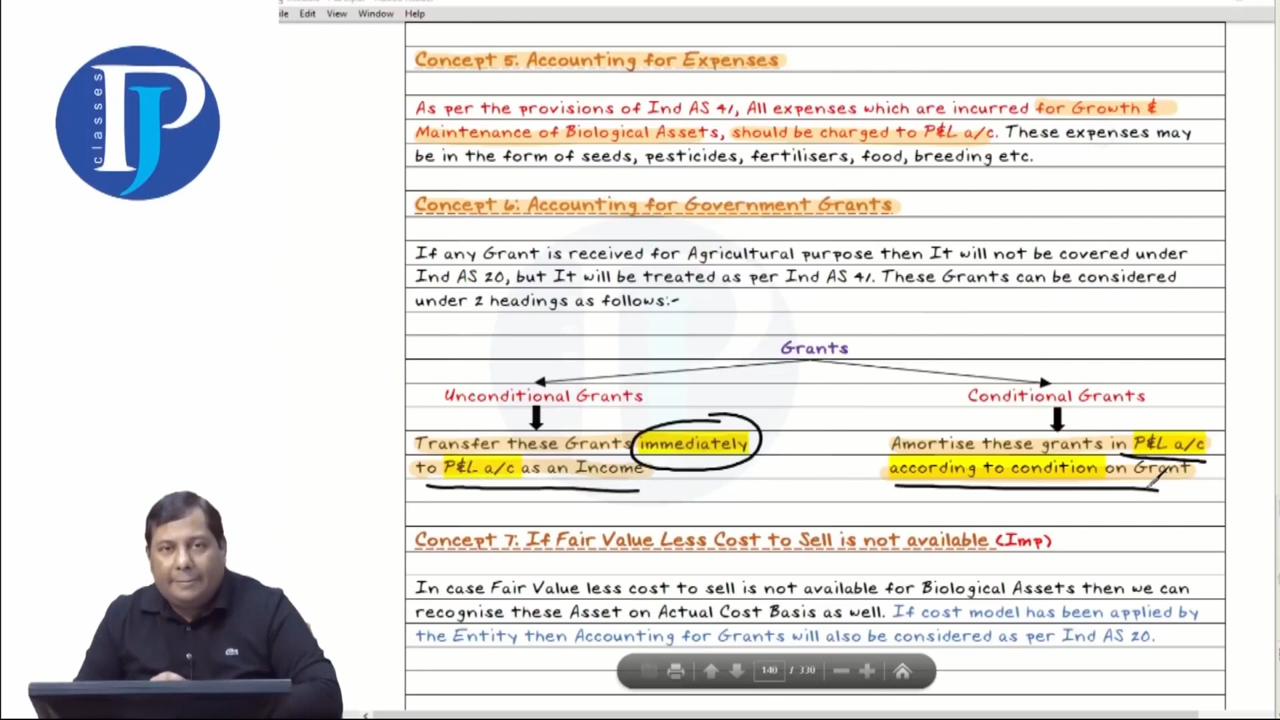 Edit View Window Help
classes
PJ
Concept 5. Accounting for Expenses
As per the provisions of Ind AS 41, All expenses which are incurred for Growth &
Maintenance of Biological Assets, should be charged to P&L a/c. These expenses may
be in the form of seeds, pesticides, fertilisers, food, breeding etc.
Concept 6: Accounting for Government Grants
If any Grant is received for Agricultural purpose then It will not be covered under
Ind AS 20, but It will be treated as per Ind AS 41. These Grants can be considered
under 2 headings as follows:-
Grants
Unconditional Grants
Conditional Grants
Transfer these Grants immediately
to P&L a/c as an Income
Amortise these grants in P&L a/c
according to condition on Grant
Concept 7. If Fair Value Less Cost to Sell is not available (Imp)
In case Fair Value less cost to sell is not available for Biological Assets then we can
recognise these Asset on Actual Cost Basis as well. If cost model has been applied by
the Entity then Accounting for Grants will also be considered as per Ind AS 20.
140 / 330